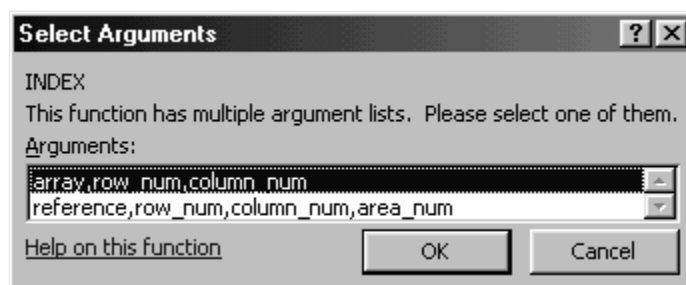 Select Arguments
INDEX
This function has multiple argument lists.  Please select one of them.
Arguments:
array,row_num,column_num
reference,row_num,column_num,area_num
Help on this function
OK
Cancel